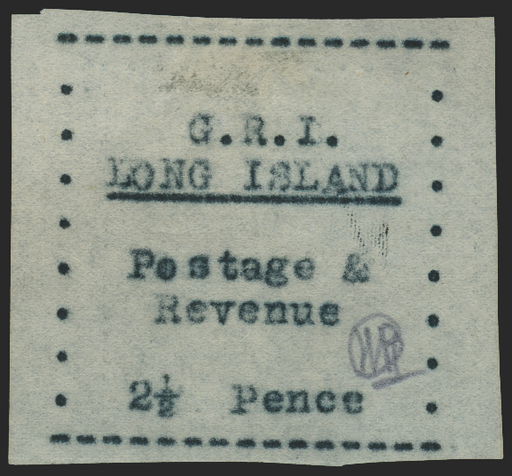 G.R.I.
LONG ISLAND
Postage &
Revenue
2½ Pence